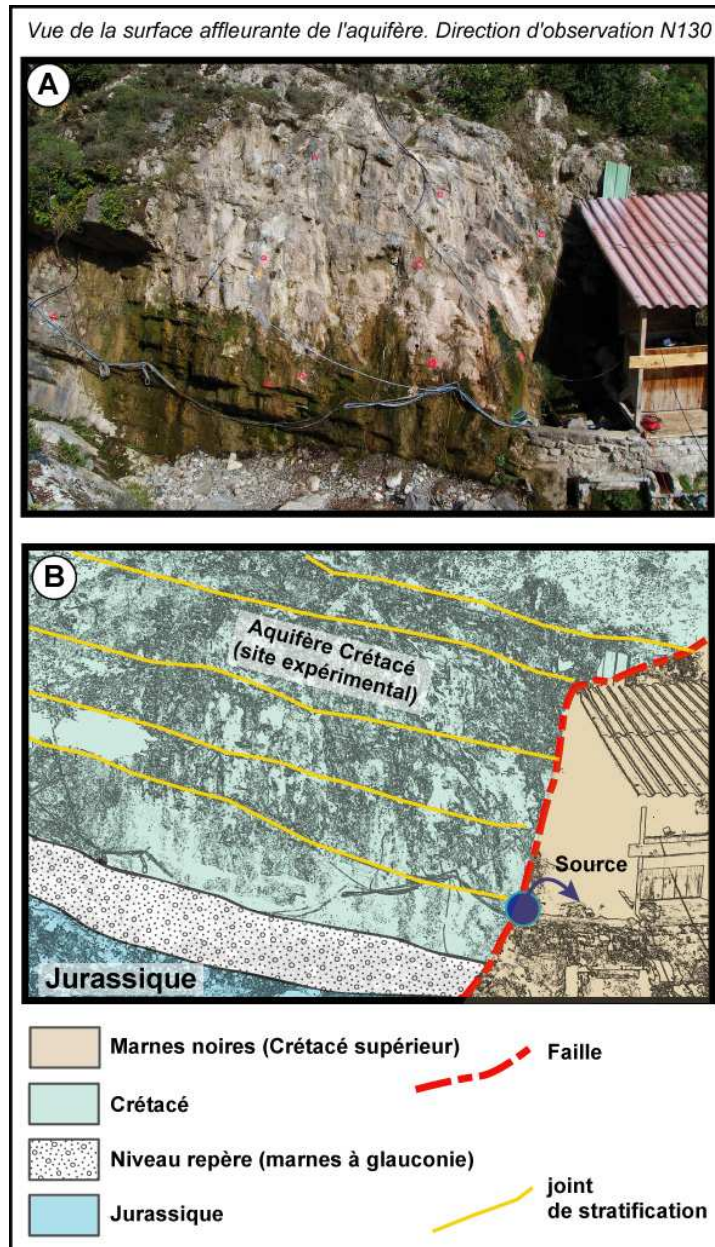 Vue de la surface affleurante de l'aquifère. Direction d'observation N130
A
B
Aquifère Crétacé
(site expérimental)
Source
Jurassique
Marnes noires (Crétacé supérieur)
Faille
Crétacé
Niveau repère (marnes à glauconie)
joint
de stratification
Jurassique